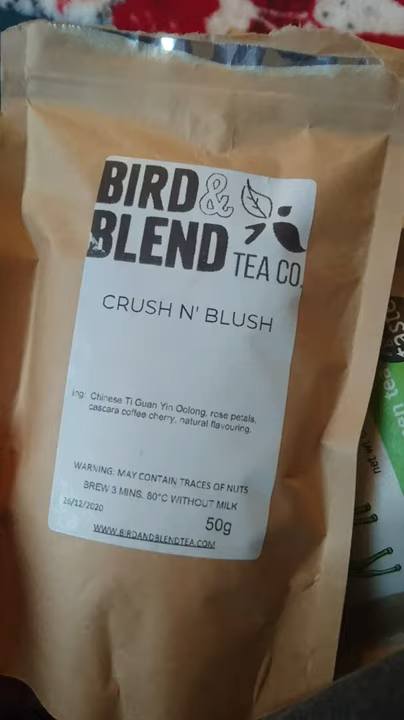 BIRD &
BLEND
TEA CO.
CRUSH N' BLUSH
ing: Chinese Ti Guan Yin Oolong, rose petals,
cascara coffee cherry, natural flavouring.
WARNING: MAY CONTAIN TRACES OF NUTS
BREW 3 MINS. 80°C WITHOUT MILK
26/12/2020
50g
WWW.BIRDANDBLENDTEA.COM
tea
net